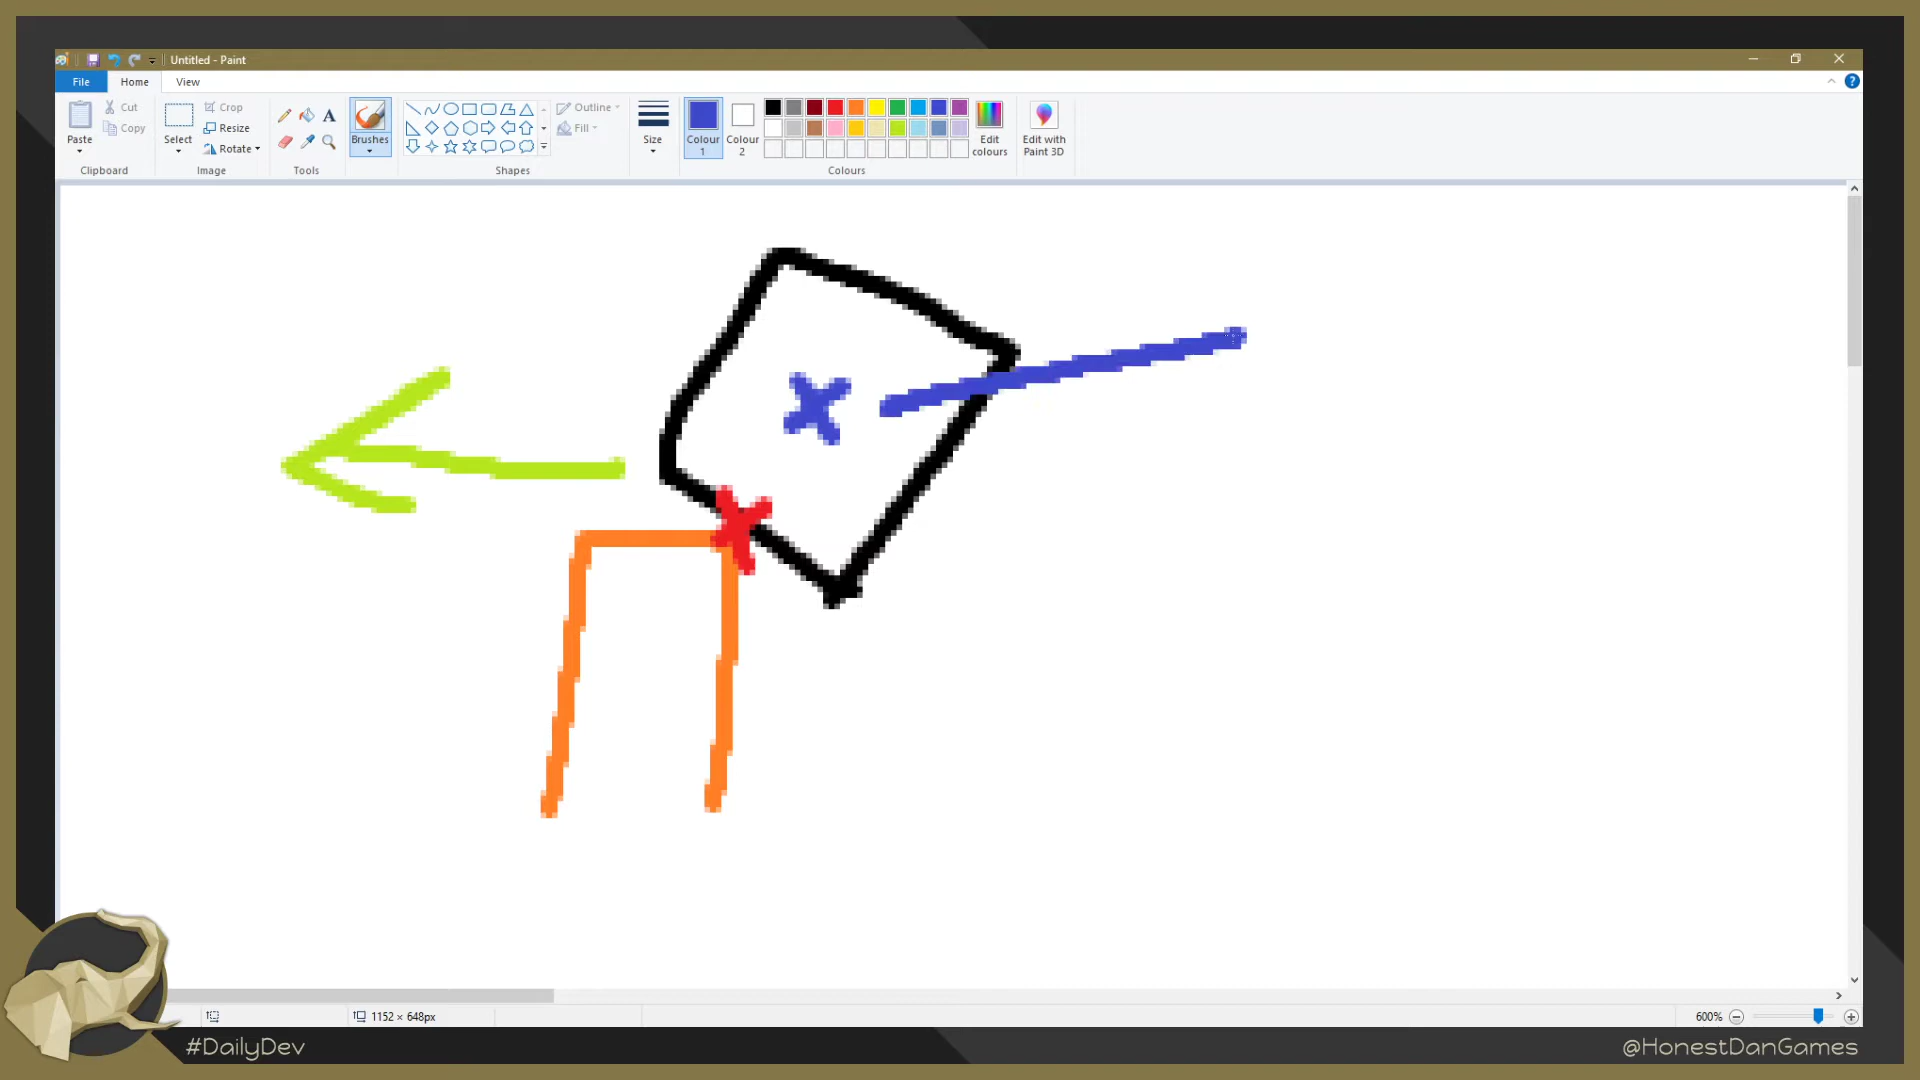 Untitled - Paint
File Home View
Paste
Cut
Copy
Clipboard
Select
Crop
Resize
Rotate
Image
A
Tools
Brushes
Shapes
Outline
Fill
Size
Colour 1
Colour 2
Edit colours
Edit with Paint 3D
Colours
1152 × 648px
600%
#DailyDev
@HonestDanGames